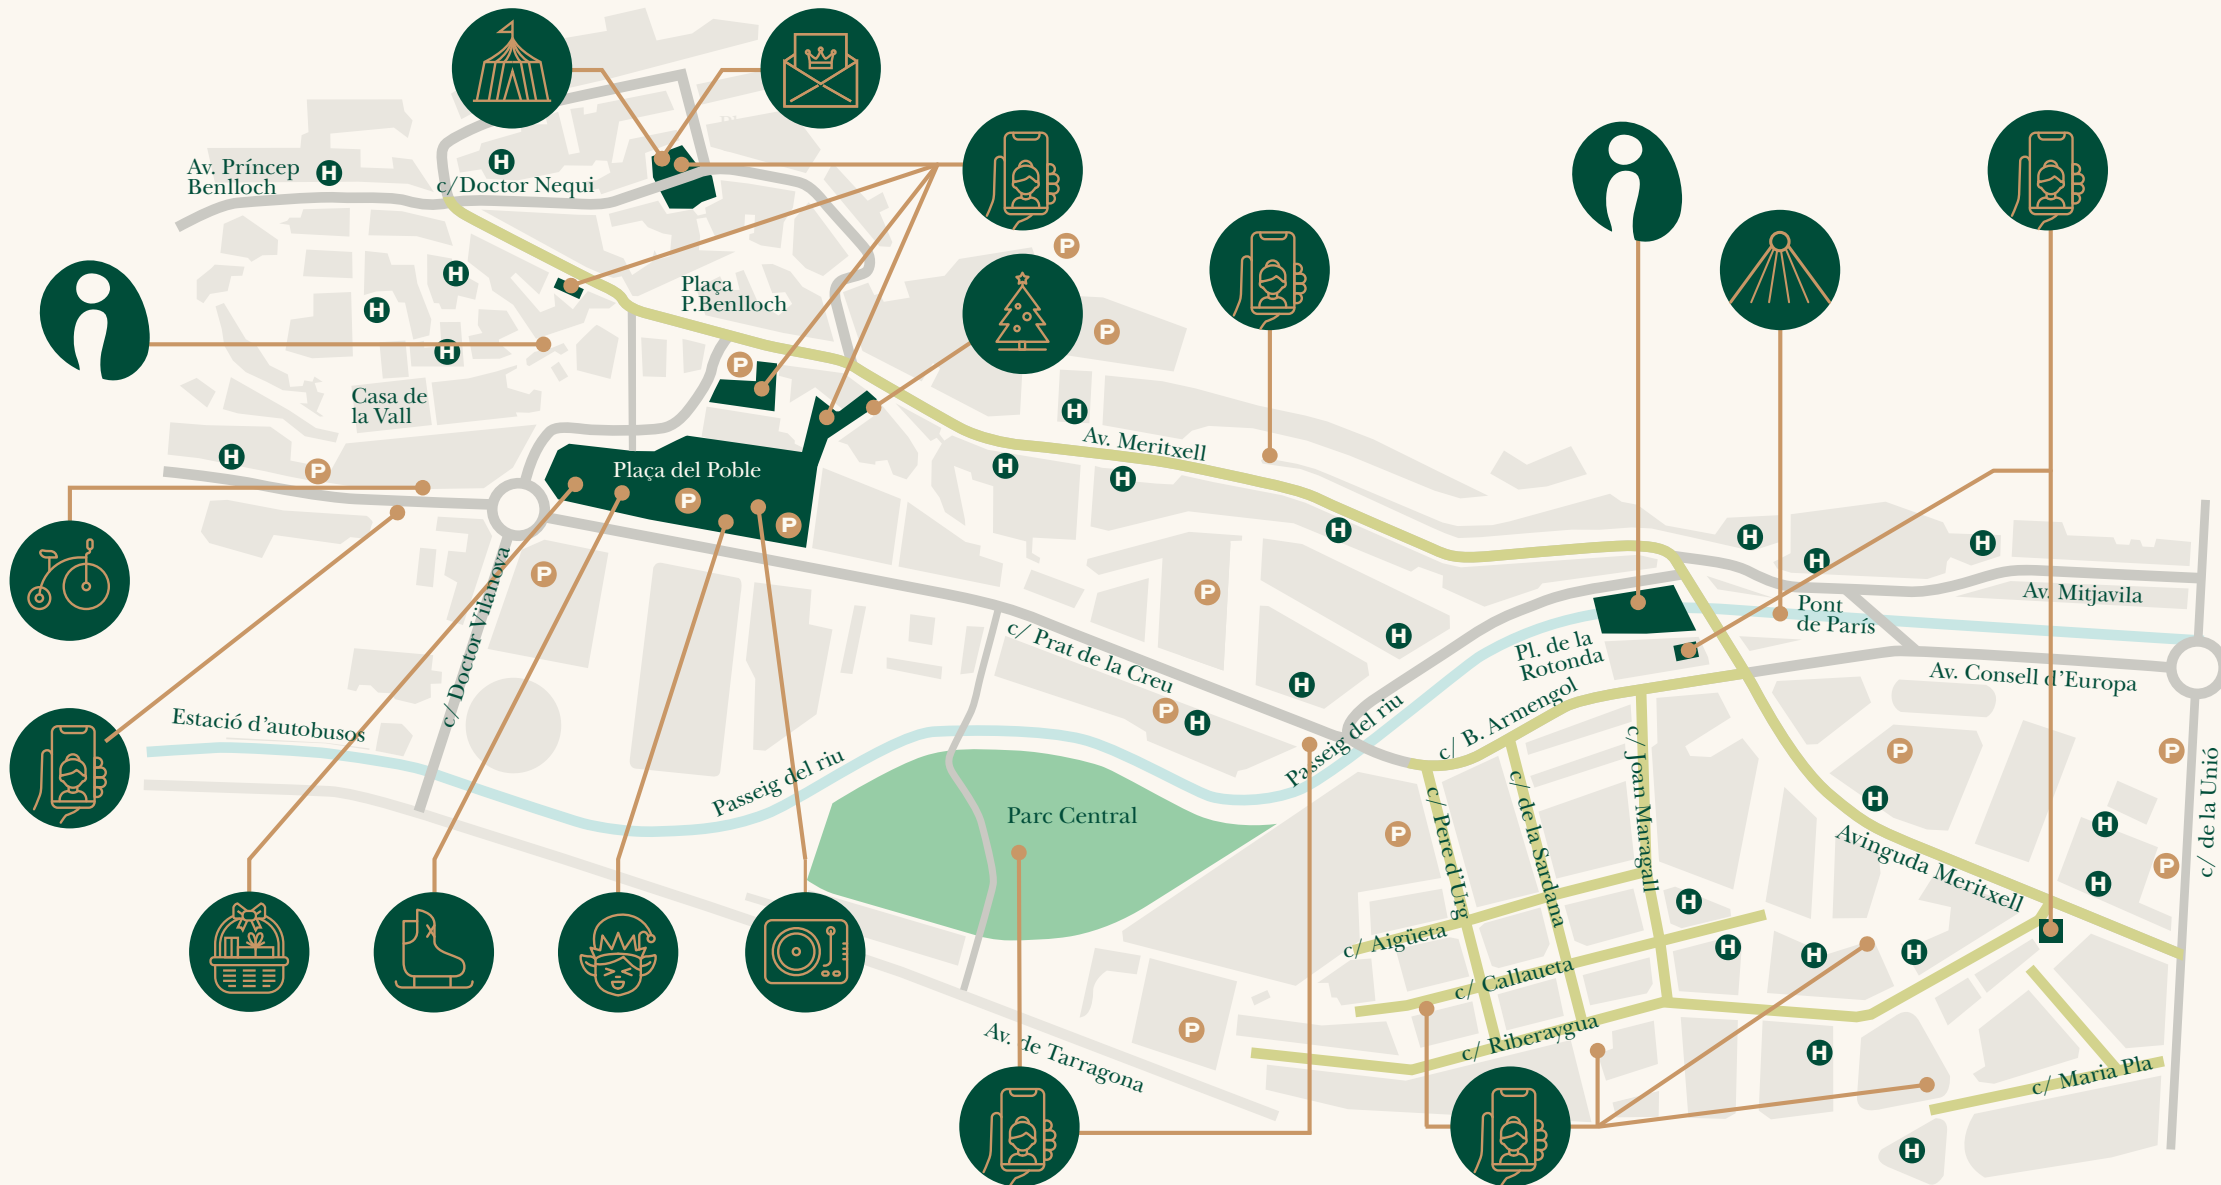 Av. Príncep
Benlloch
H
H
c/Doctor Nequi
P
H
H
Plaça
P.Benlloch
P
H
P
Casa de
la Vall
H
Av. Meritxell
H
P
Plaça del Poble
P
P
H
H
H
H
H
H
P
c/ Doctor Vilanova
P
Av. Mitjavila
Pont
de París
c/ Prat de la Creu
H
Pl. de la
Rotonda
Av. Consell d'Europa
H
P
H
Estació d'autobusos
Passeig del riu
Passeig del riu
c/ B. Armengol
c/ Joan Maragall
P
P
c/ de la Unió
H
Parc Central
P
c/ Pere d'Urg
c/ de la Sardana
Avinguda Meritxell
H
P
H
H
c/ Aigüeta
H
H
H
c/ Callaueta
P
Av. de Tarragona
c/ Riberaygua
H
c/ Maria Pla
H